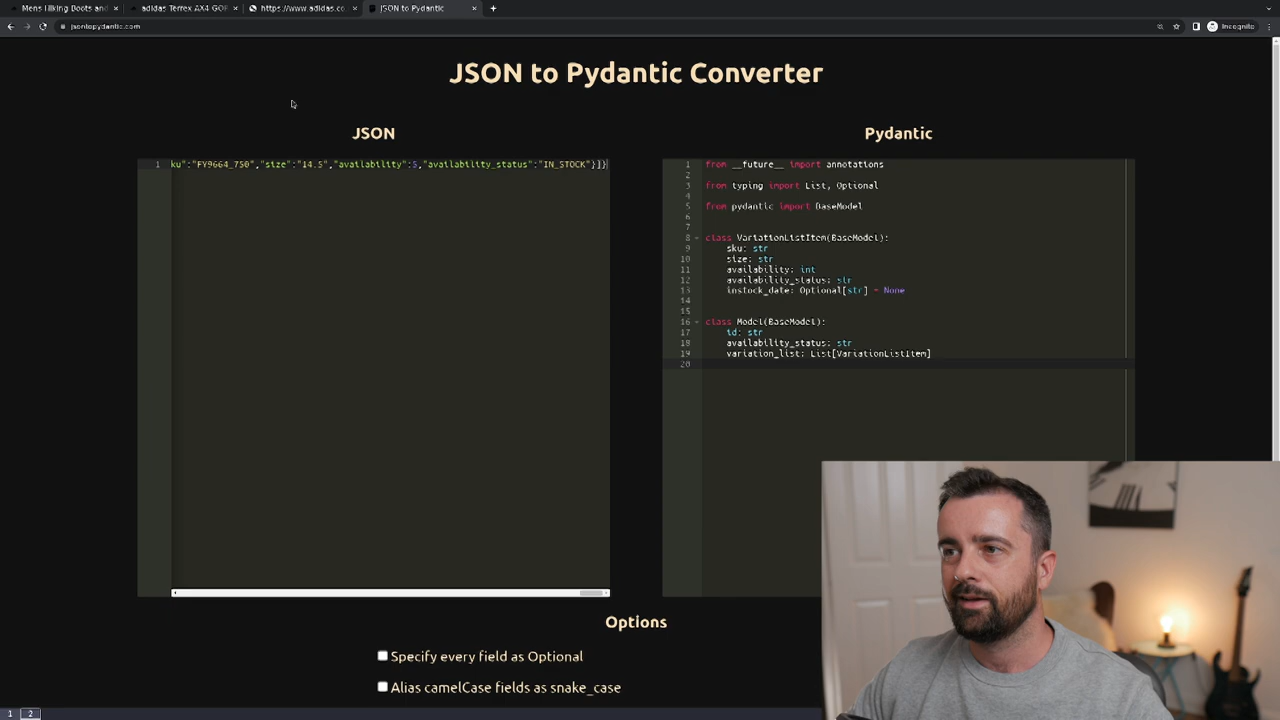 Mens Hiking Boots and
adidas Terrex AX4 GOR
https://www.adidas.co
JSON to Pydantic
jsontopydantic.com
Incognito
JSON to Pydantic Converter
JSON
Pydantic
1 ku":"FY9664_750","size":"14.5","availability":5,"availability_status":"IN_STOCK"}]}
1 from __future__ import annotations
2
3 from typing import List, Optional
4
5 from pydantic import BaseModel
6
7
8 class VariationListItem(BaseModel):
9 sku: str
10 size: str
11 availability: int
12 availability_status: str
13 instock_date: Optional[str] = None
14
15
16 class Model(BaseModel):
17 id: str
18 availability_status: str
19 variation_list: List[VariationListItem]
20
Options
Specify every field as Optional
Alias camelCase fields as snake_case
1 2